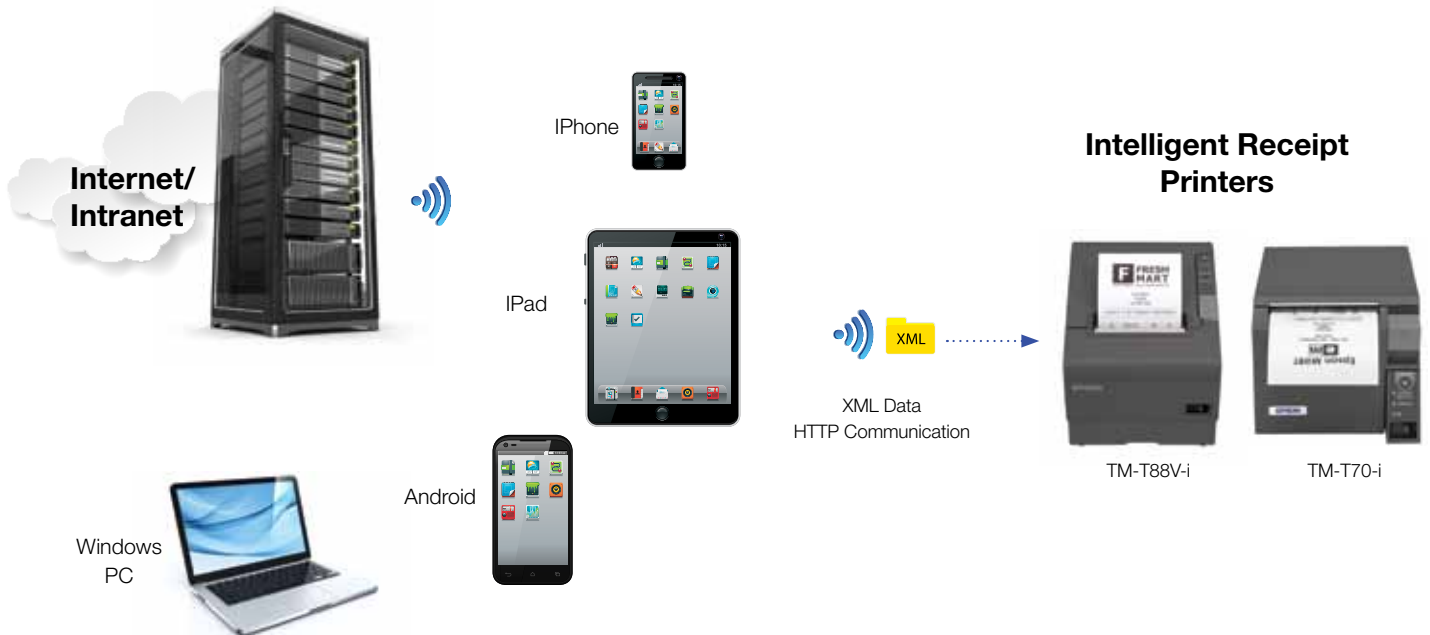 Internet/
Intranet
IPhone
IPad
Android
Windows
PC
XML
XML Data
HTTP Communication
Intelligent Receipt
Printers
F FRESH
MART
EPSON
TM-T88V-i
TM-T70-i